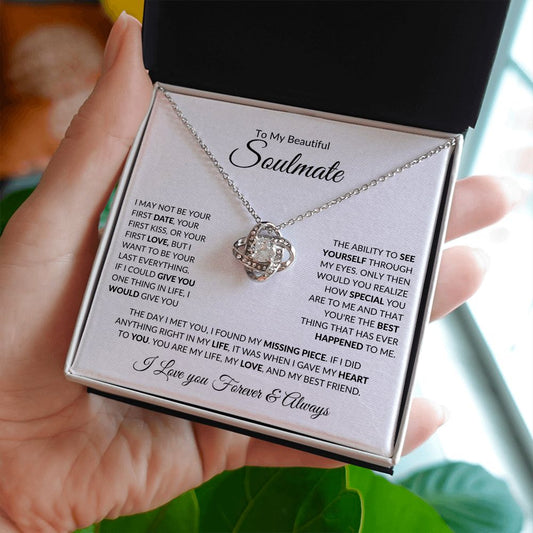 To My Beautiful
Soulmate
I MAY NOT BE YOUR
FIRST DATE, YOUR
FIRST KISS, OR YOUR
FIRST LOVE, BUT I
WANT TO BE YOUR
LAST EVERYTHING.
IF I COULD GIVE YOU
ONE THING IN LIFE, I
WOULD GIVE YOU
THE ABILITY TO SEE
YOURSELF THROUGH
MY EYES, ONLY THEN
WOULD YOU REALIZE
HOW SPECIAL YOU
ARE TO ME AND THAT
YOU'RE THE BEST
THING THAT HAS EVER
HAPPENED TO ME.
THE DAY I MET YOU, I FOUND MY MISSING PIECE. IF I DID
ANYTHING RIGHT IN MY LIFE, IT WAS WHEN I GAVE MY HEART
TO YOU. YOU ARE MY LIFE, MY LOVE, AND MY BEST FRIEND.
I Love you Forever & Always